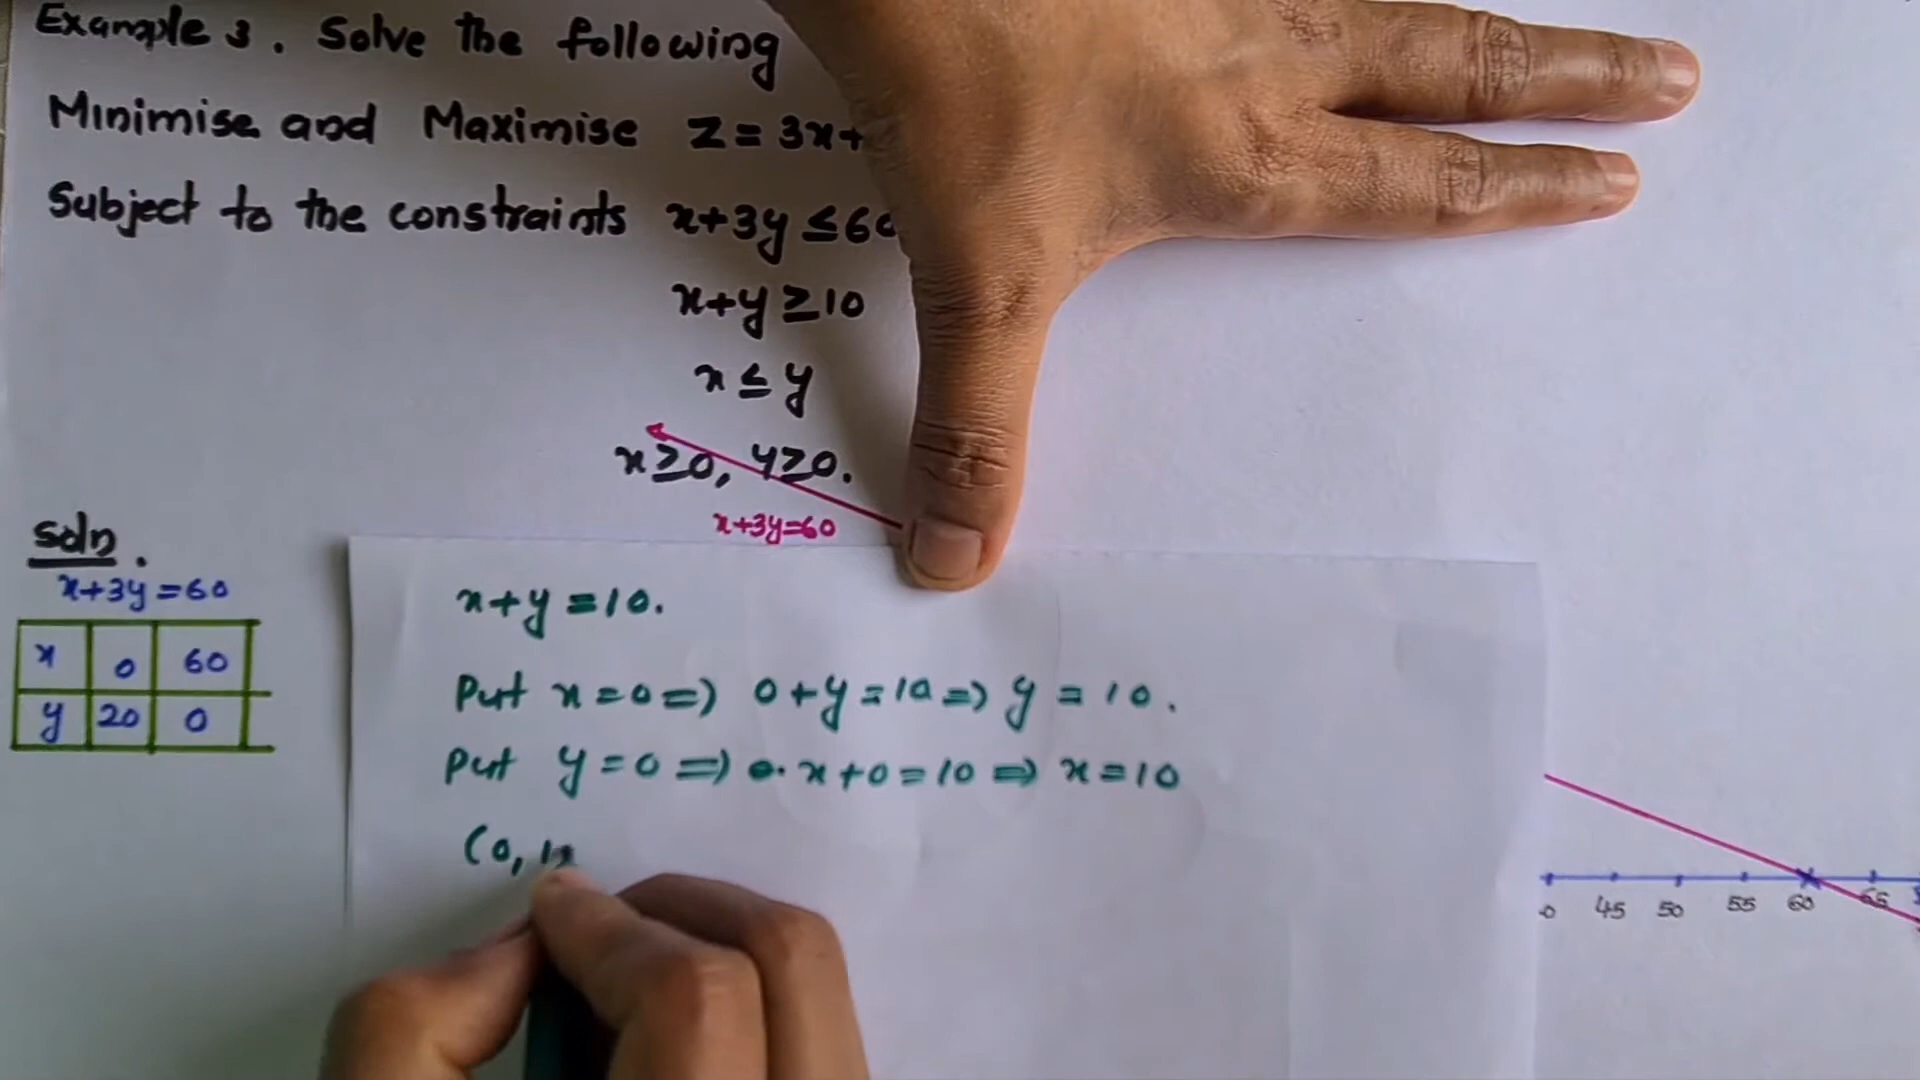 Example 3. Solve the following
Minimise and Maximise Z = 3x+
Subject to the constraints x+3y ≤ 60
x+y ≥ 10
x ≤ y
x ≥ 0, y ≥ 0.
x+3y=60
Soln.
x+3y=60
x 0 60
y 20 0
x+y=10.
Put x=0 ⇒ 0+y=10 ⇒ y = 10.
Put y=0 ⇒ x+0=10 ⇒ x=10
(0,
45 50 55 60 65